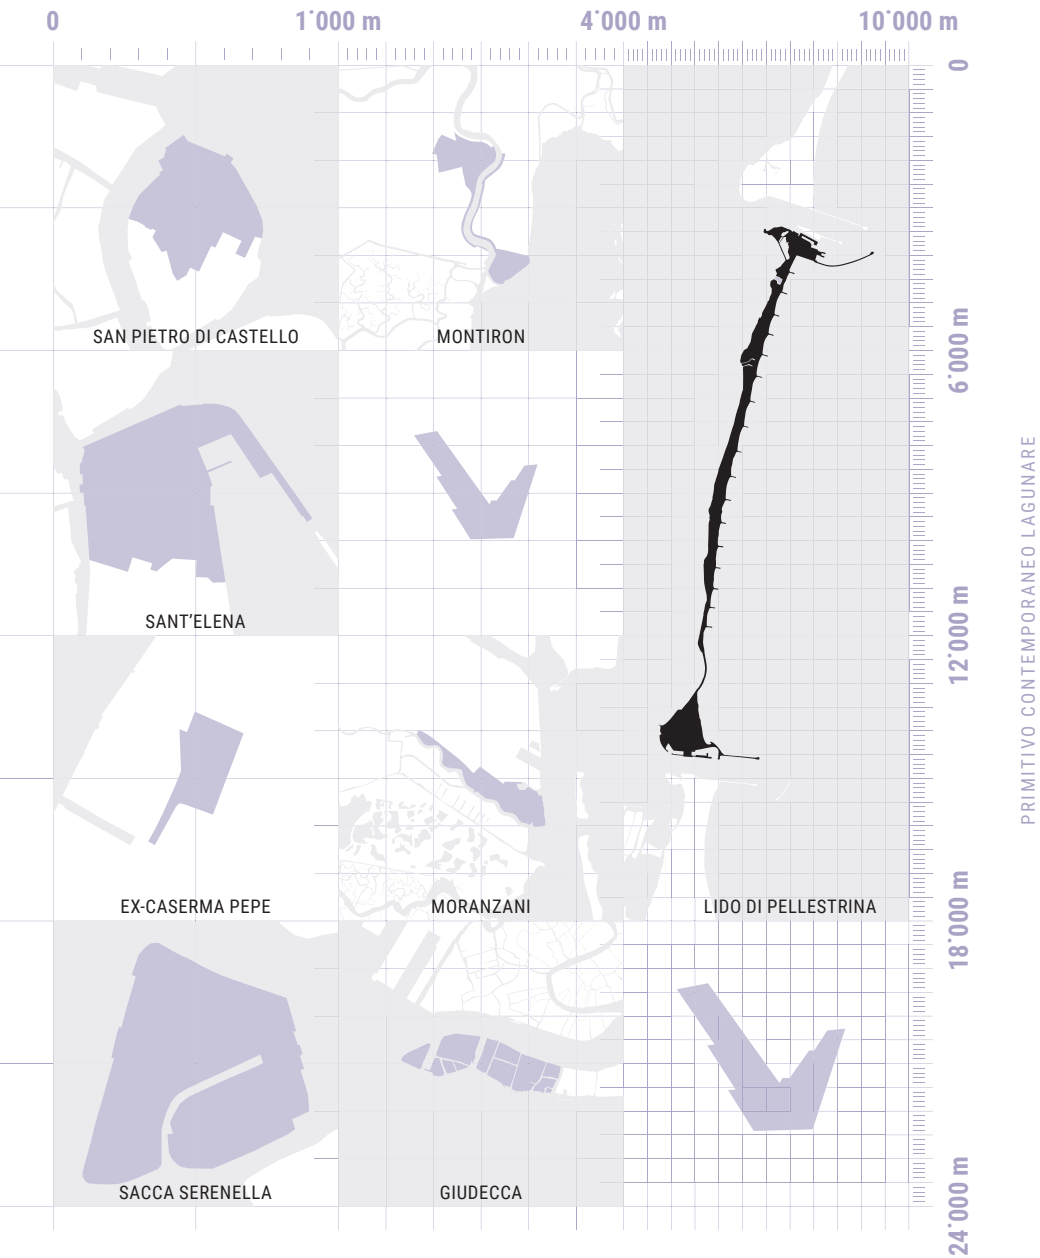 0
1'000 m
4'000 m
10'000 m
0
6'000 m
12'000 m
18'000 m
24'000 m
PRIMITIVO CONTEMPORANEO LAGUNARE
SAN PIETRO DI CASTELLO
MONTIRON
SANT’ELENA
EX-CASERMA PEPE
MORANZANI
LIDO DI PELLESTRINA
SACCA SERENELLA
GIUDECCA